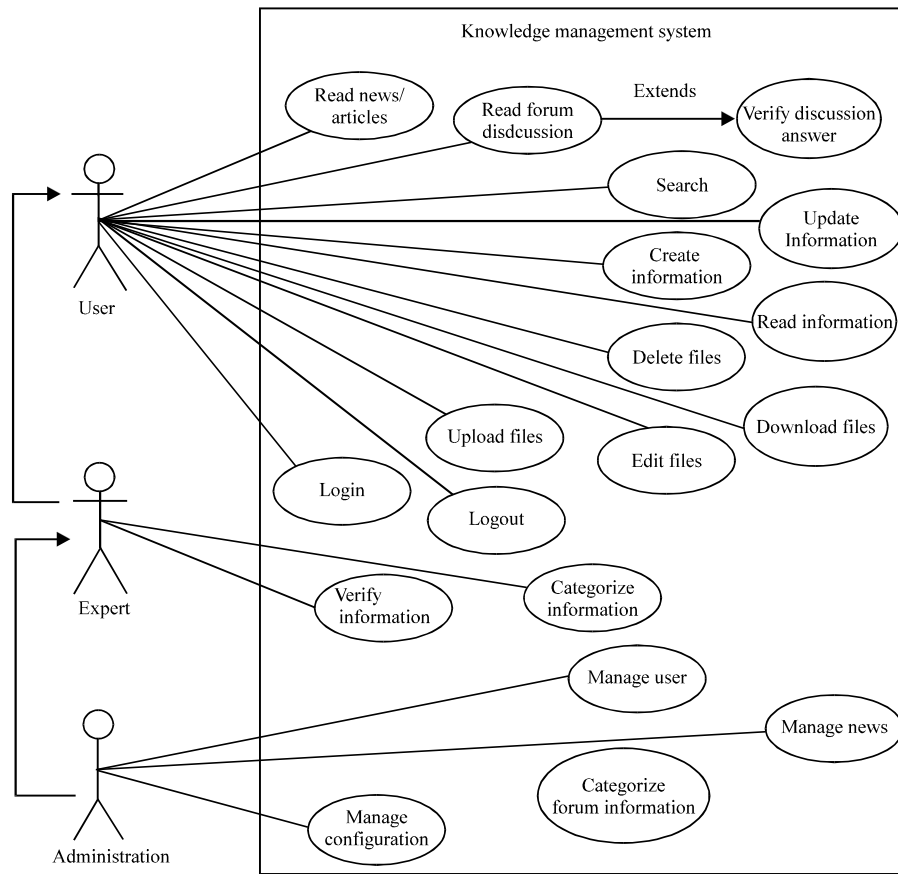 Knowledge management system
Read news/
articles
Read forum
disdcussion
Extends
Verify discussion
answer
Search
Update
Information
Create
information
User
Read information
Delete files
Download files
Upload files
Edit files
Login
Logout
Expert
Verify
information
Categorize
information
Manage user
Manage news
Categorize
forum information
Manage
configuration
Administration